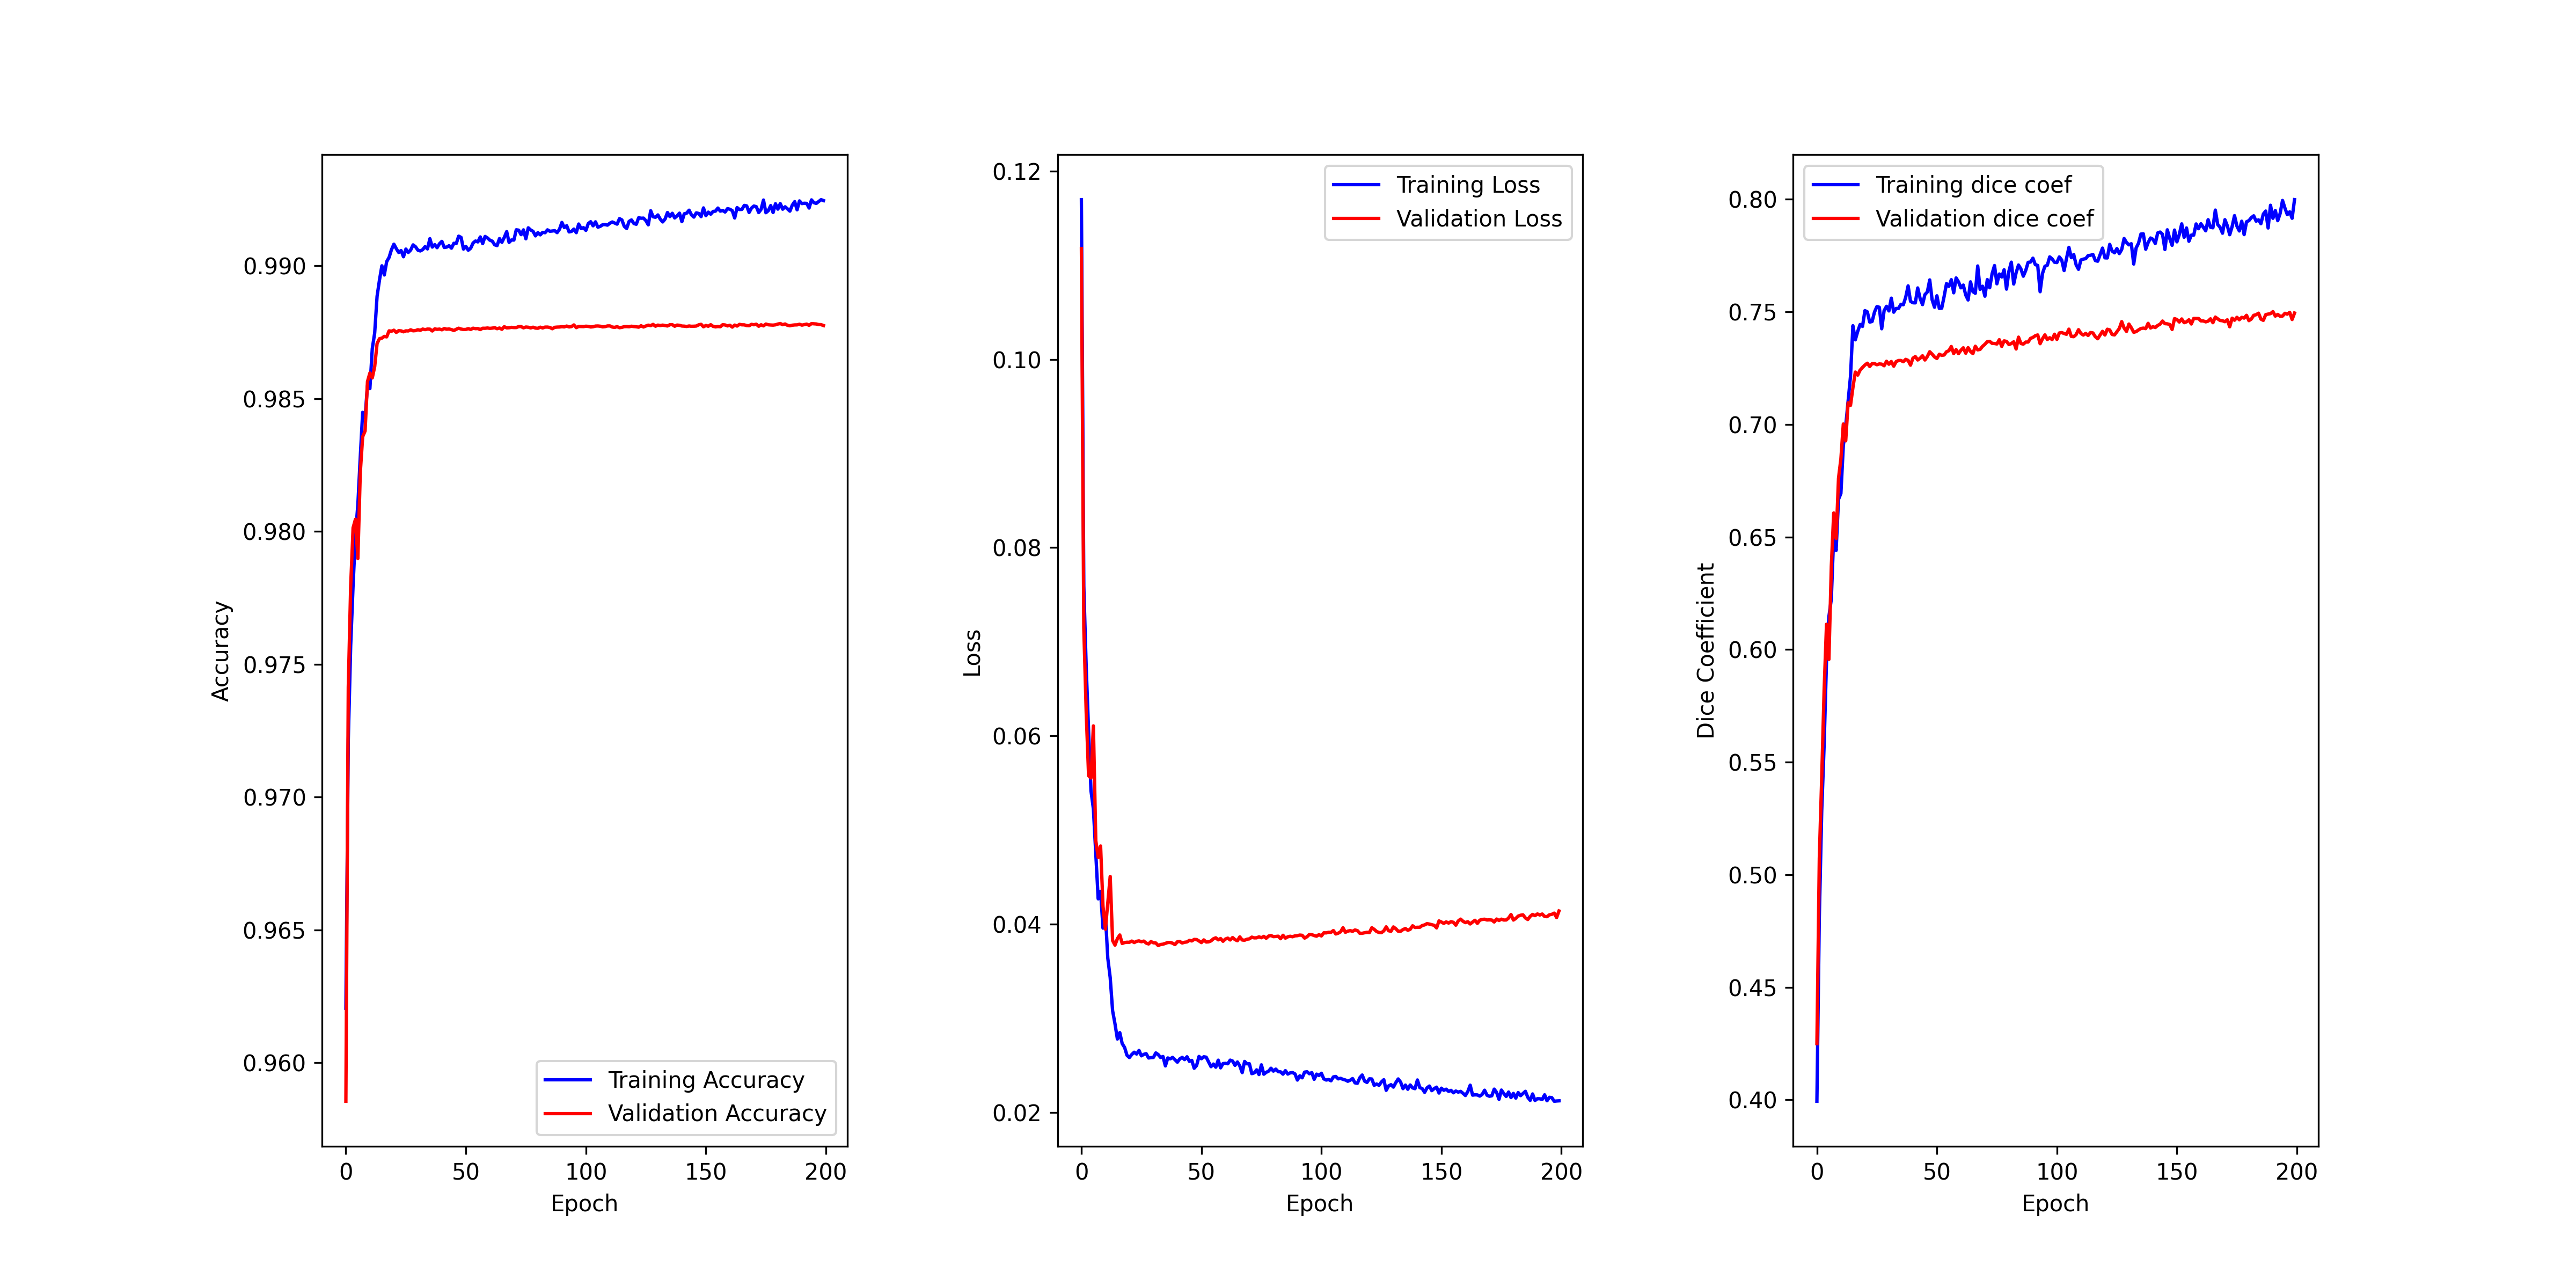 0.990
0.985
0.980
0.975
0.970
0.965
0.960
Accuracy
Training Accuracy
Validation Accuracy
0 50 100 150 200
Epoch
0.12
0.10
0.08
0.06
0.04
0.02
Loss
Training Loss
Validation Loss
0 50 100 150 200
Epoch
0.80
0.75
0.70
0.65
0.60
0.55
0.50
0.45
0.40
Dice Coefficient
Training dice coef
Validation dice coef
0 50 100 150 200
Epoch